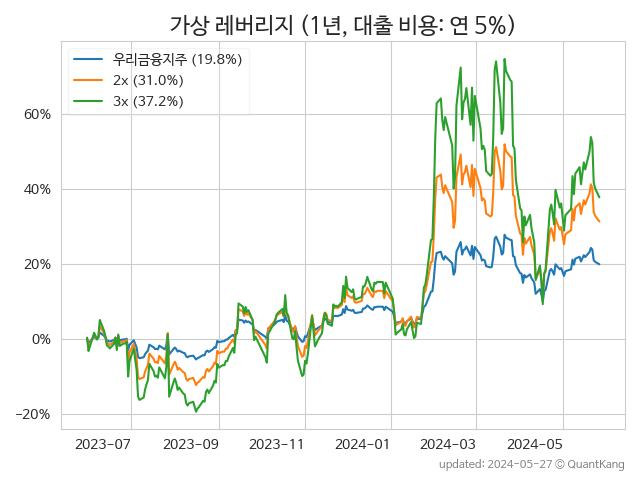 가상 레버리지 (1년, 대출 비용: 연 5%)
우리금융지주 (19.8%)
2x (31.0%)
3x (37.2%)
60%
40%
20%
0%
−20%
2023-07 2023-09 2023-11 2024-01 2024-03 2024-05
updated: 2024-05-27 © QuantKang